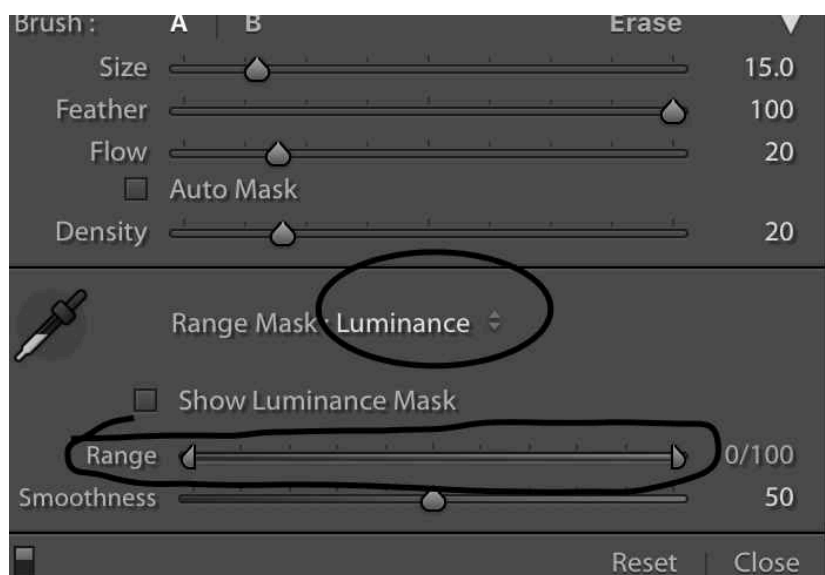 Brush : A B Erase
Size 15.0
Feather 100
Flow 20
Auto Mask
Density 20
Range Mask : Luminance
Show Luminance Mask
Range 0/100
Smoothness 50
Reset Close